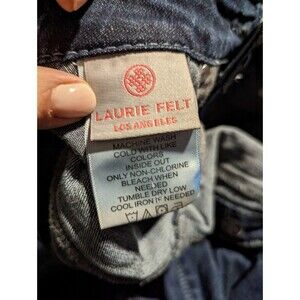 LAURIE FELT
LOS ANGELES
MACHINE WASH
COLD WITH LIKE
COLORS
INSIDE OUT
ONLY NON-CHLORINE
BLEACH WHEN
NEEDED
TUMBLE DRY LOW
COOL IRON IF NEEDED